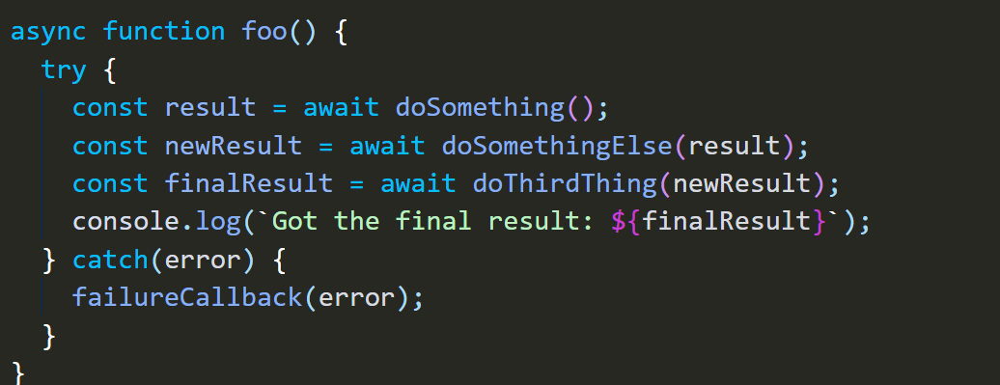 async function foo() {
  try {
    const result = await doSomething();
    const newResult = await doSomethingElse(result);
    const finalResult = await doThirdThing(newResult);
    console.log(`Got the final result: ${finalResult}`);
  } catch(error) {
    failureCallback(error);
  }
}